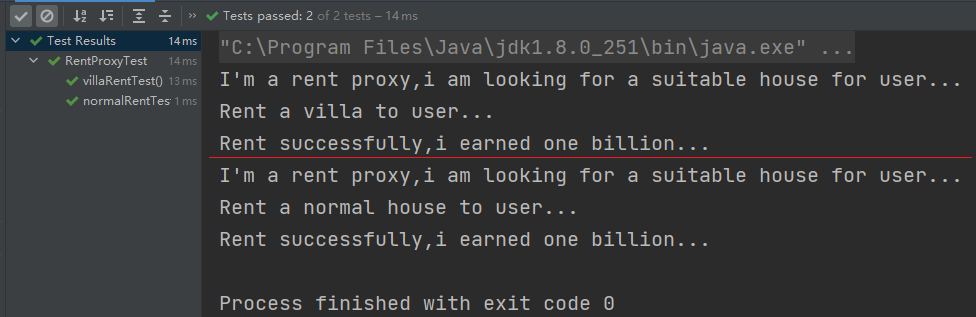 » Tests passed: 2 of 2 tests – 14 ms
Test Results 14 ms
RentProxyTest 14 ms
villaRentTest() 13 ms
normalRentTes 1 ms
"C:\Program Files\Java\jdk1.8.0_251\bin\java.exe" ...
I'm a rent proxy,i am looking for a suitable house for user...
Rent a villa to user...
Rent successfully,i earned one billion...
I'm a rent proxy,i am looking for a suitable house for user...
Rent a normal house to user...
Rent successfully,i earned one billion...
Process finished with exit code 0